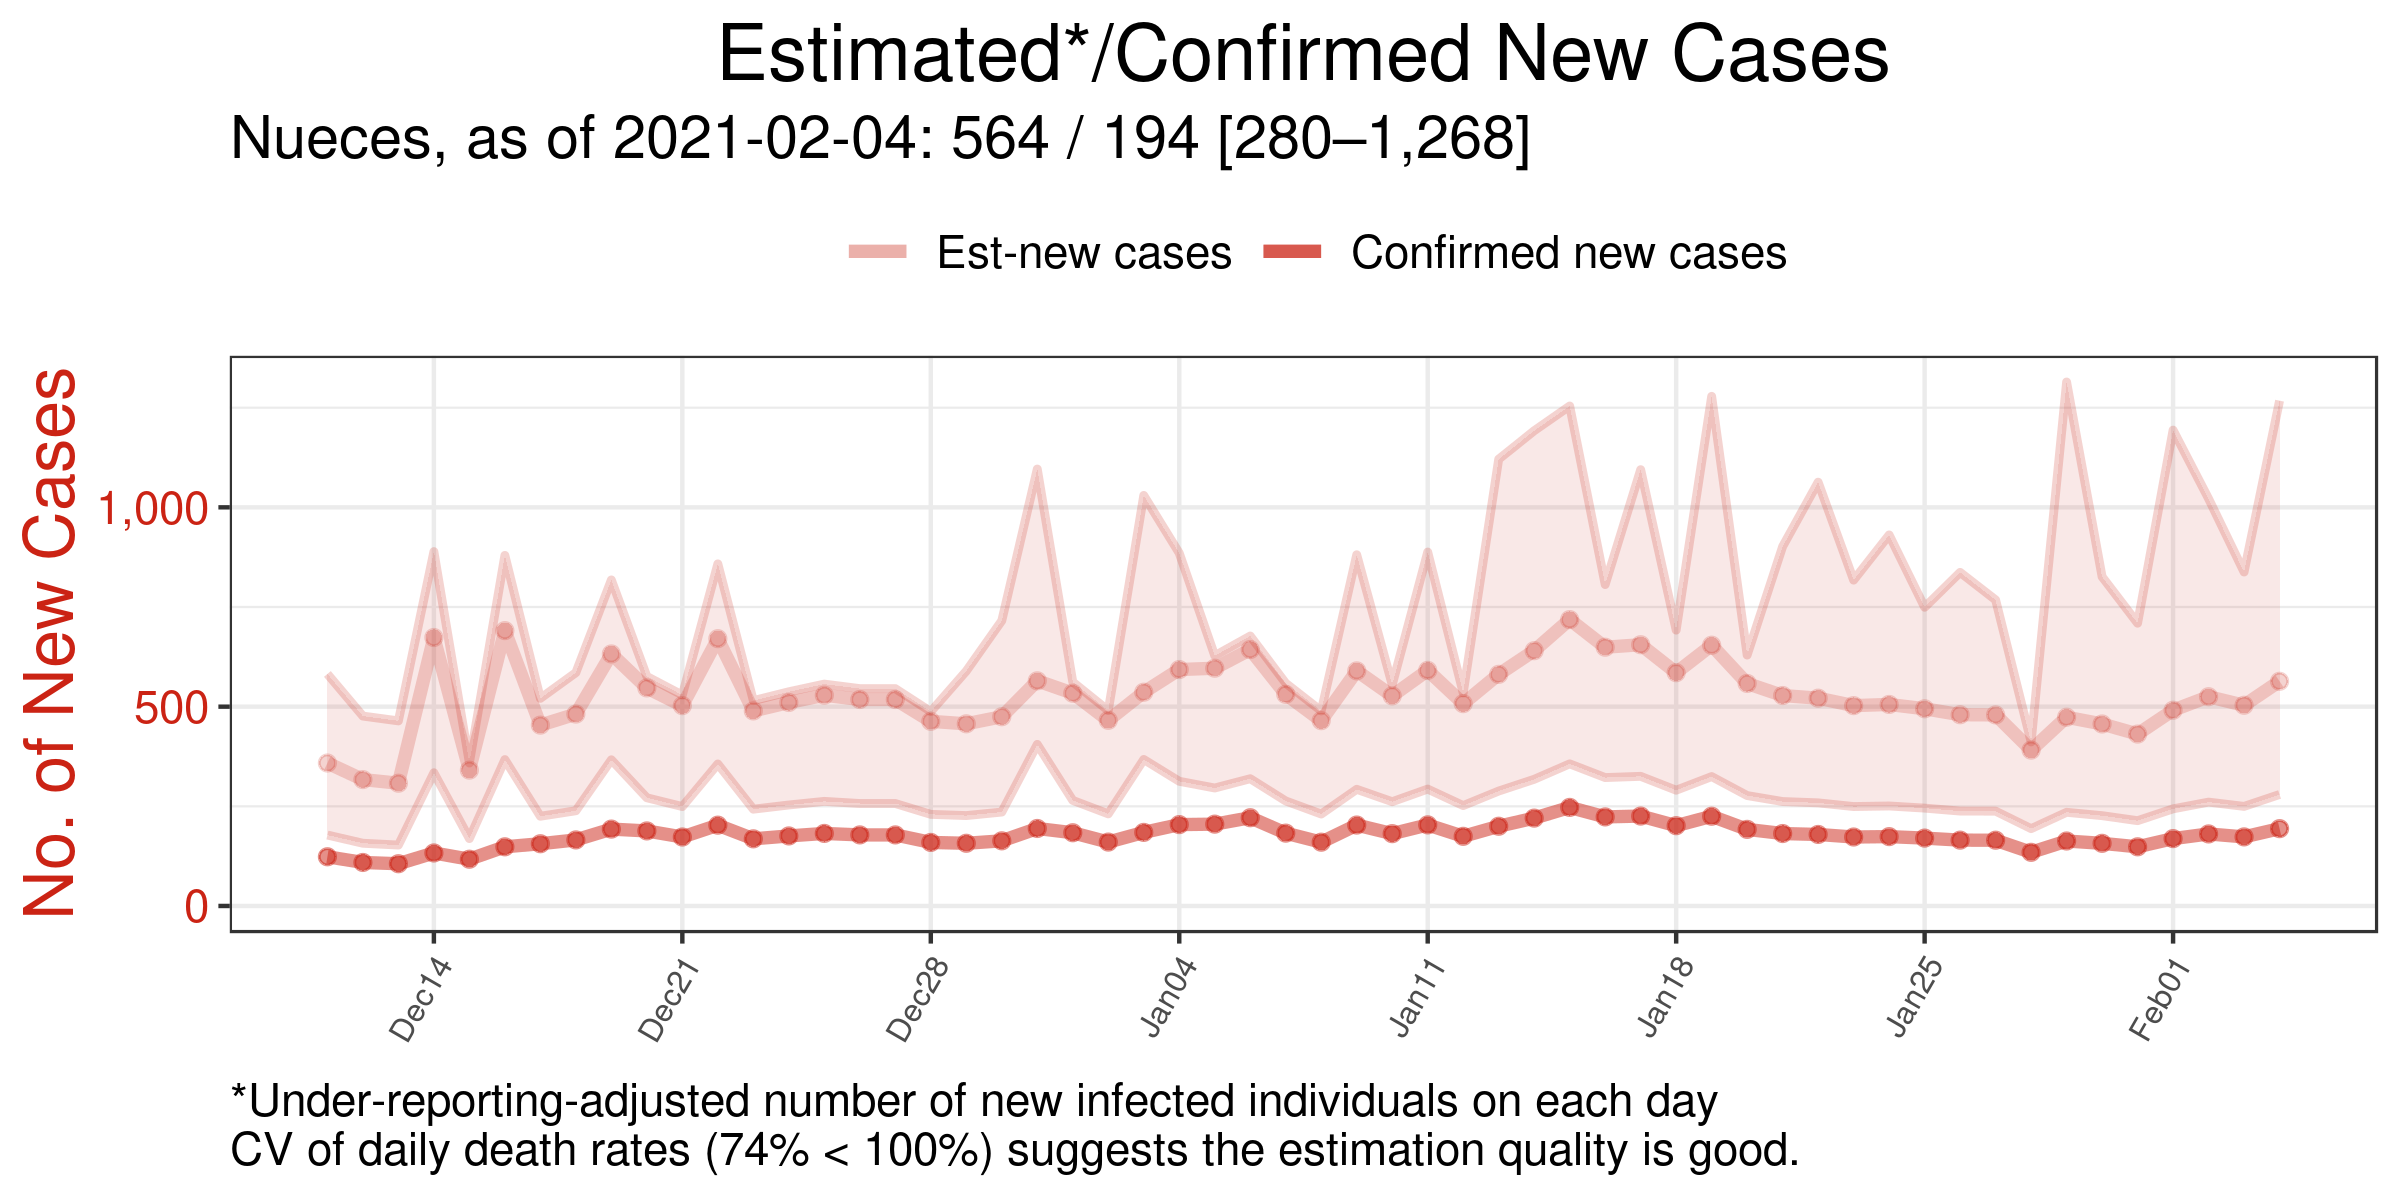 Estimated*/Confirmed New Cases
Nueces, as of 2021-02-04: 564 / 194 [280–1,268]
Est-new cases
Confirmed new cases
No. of New Cases
1,000
500
0
Dec14
Dec21
Dec28
Jan04
Jan11
Jan18
Jan25
Feb01
*Under-reporting-adjusted number of new infected individuals on each day
CV of daily death rates (74% < 100%) suggests the estimation quality is good.